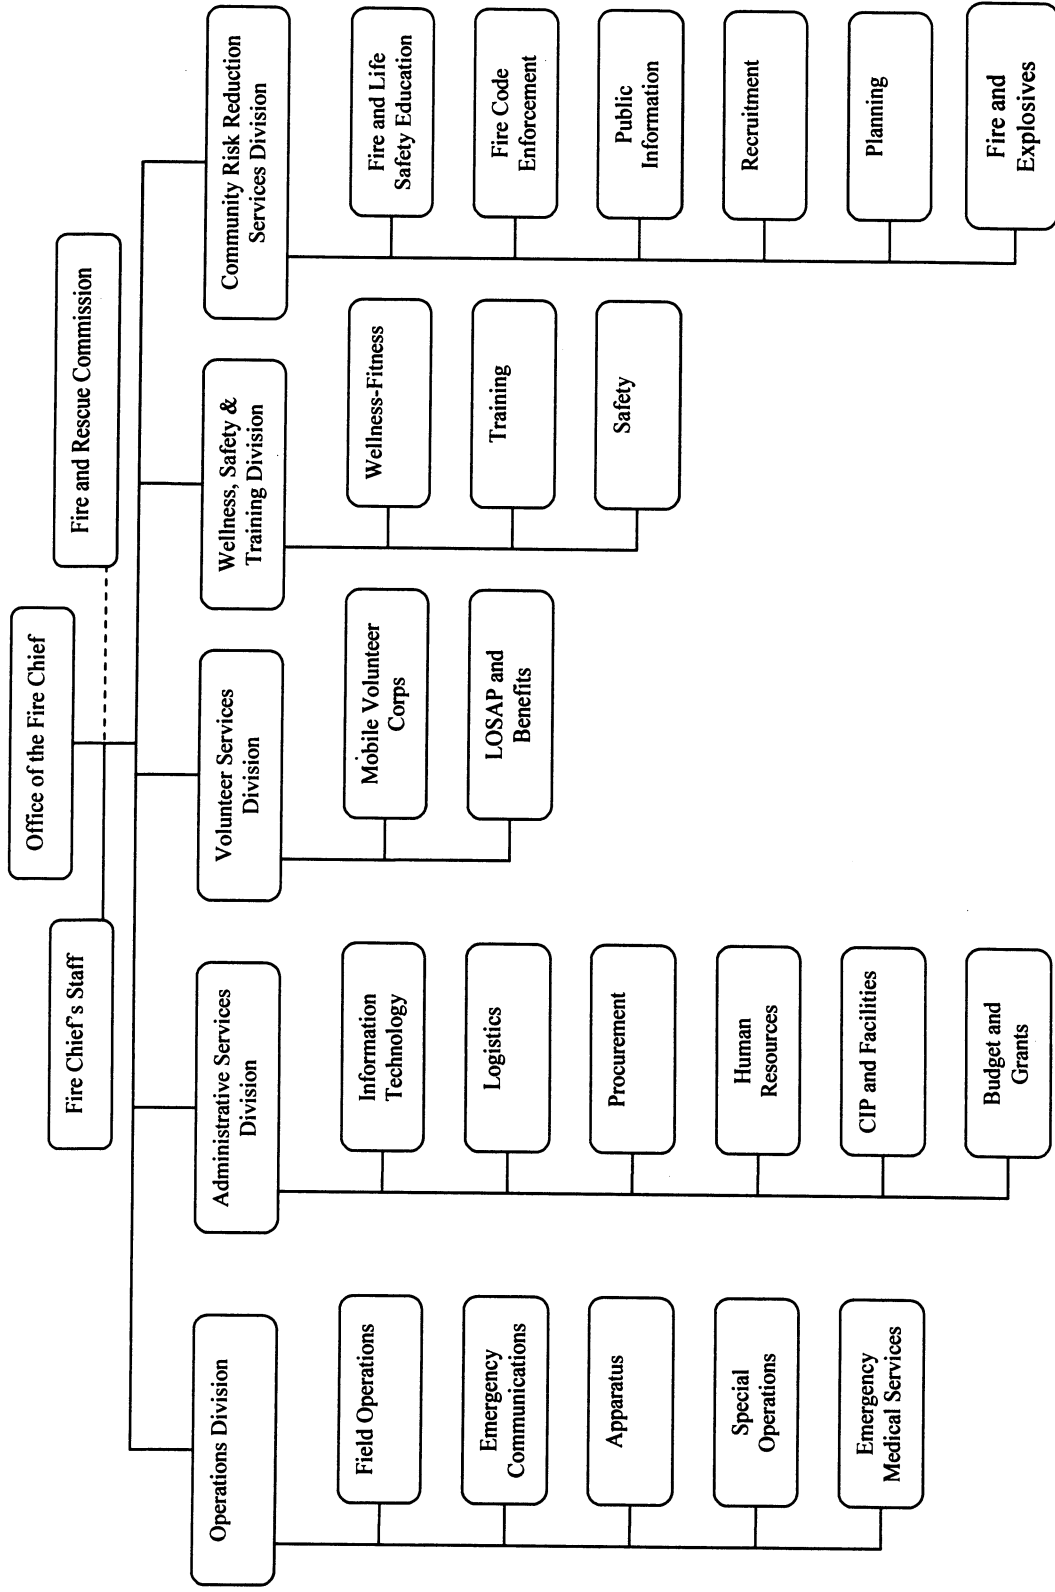 Office of the Fire Chief
Fire Chief's Staff
Fire and Rescue Commission
Operations Division
Field Operations
Emergency
Communications
Apparatus
Special
Operations
Emergency
Medical Services
Administrative Services
Division
Information
Technology
Logistics
Procurement
Human
Resources
CIP and Facilities
Budget and
Grants
Volunteer Services
Division
Mobile Volunteer
Corps
LOSAP and
Benefits
Wellness, Safety &
Training Division
Wellness-Fitness
Training
Safety
Community Risk Reduction
Services Division
Fire and Life
Safety Education
Fire Code
Enforcement
Public
Information
Recruitment
Planning
Fire and
Explosives